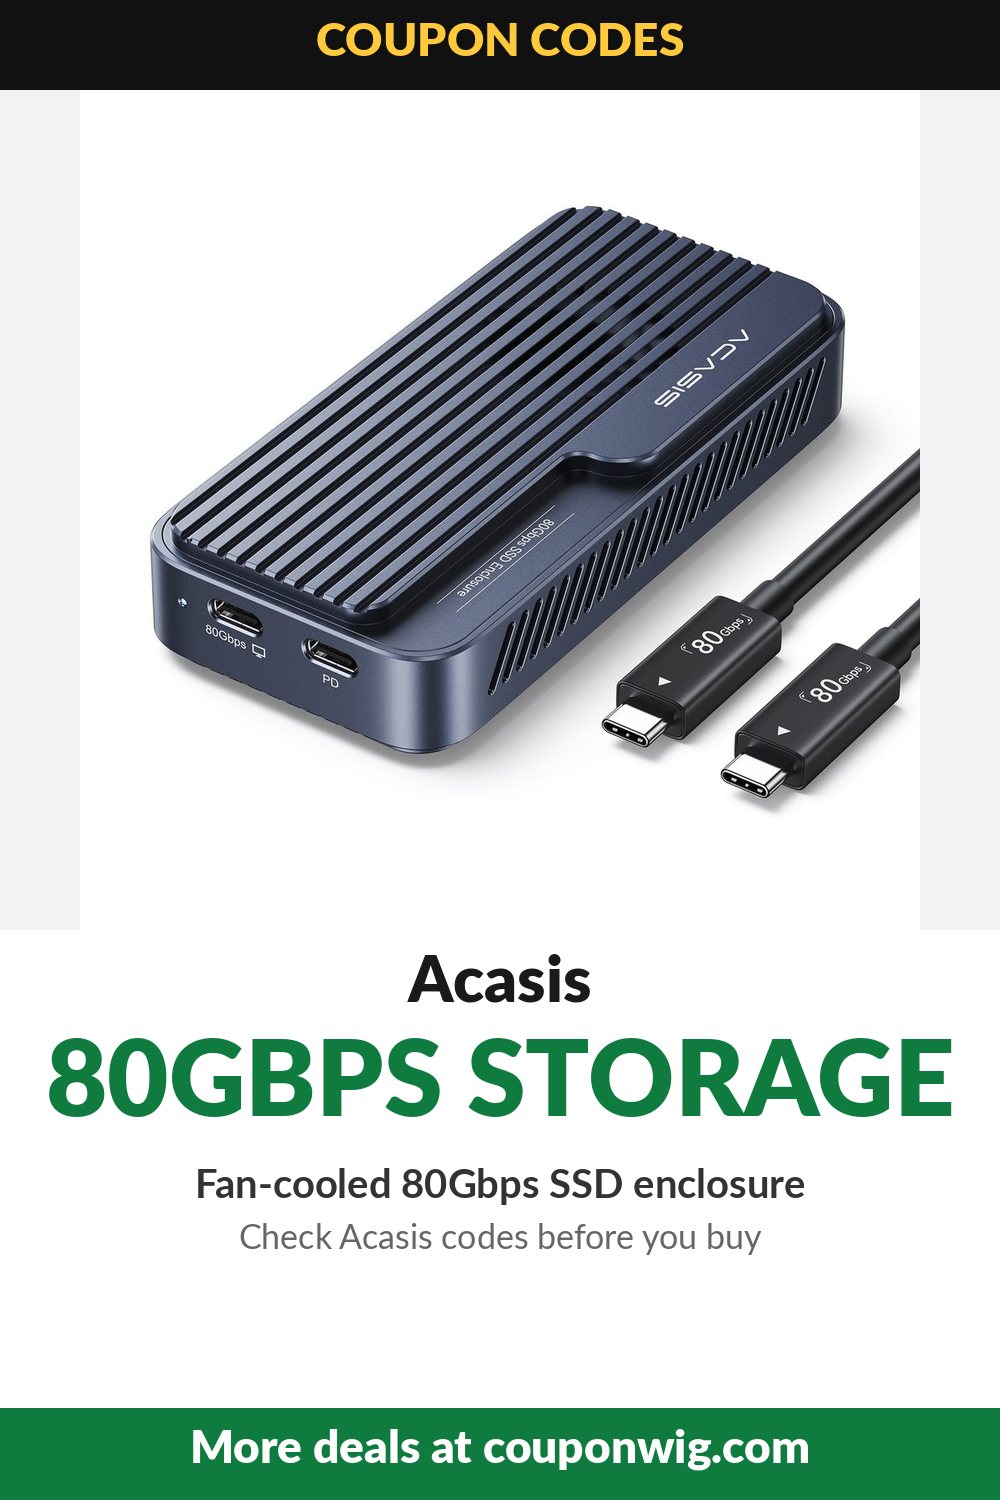 COUPON CODES
ACASIS
80Gbps SSD Enclosure
80Gbps
PD
80Gbps
80Gbps
Acasis
80GBPS STORAGE
Fan-cooled 80Gbps SSD enclosure
Check Acasis codes before you buy
More deals at couponwig.com